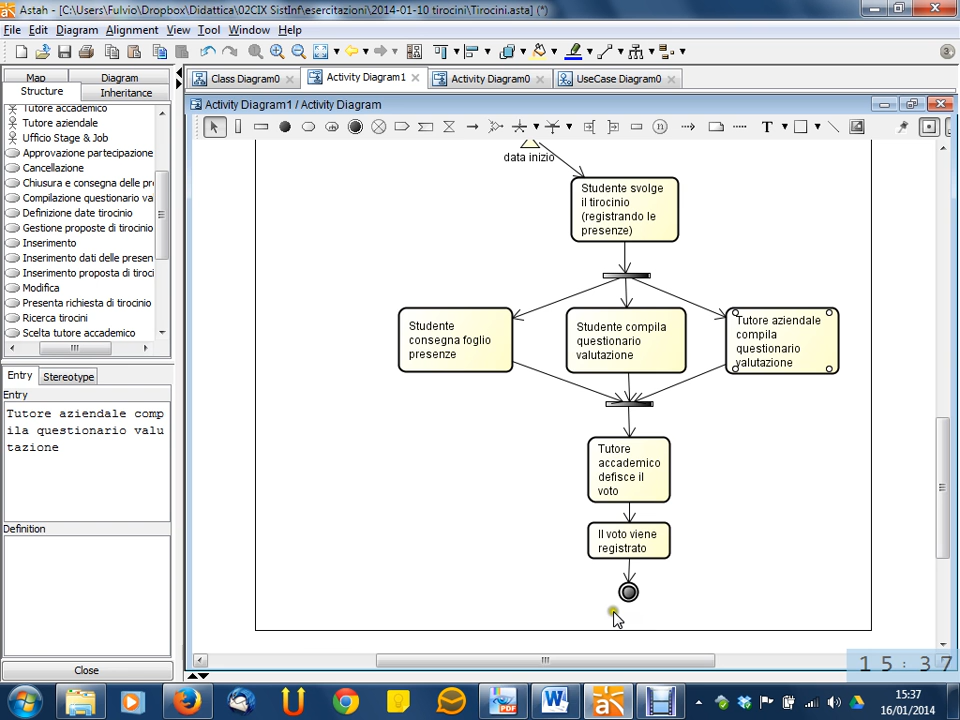 Astah - [C:\Users\Fulvio\Dropbox\Didattica\02CIX SistInf\esercitazioni\2014-01-10 tirocini\Tirocini.asta] (*)
File Edit Diagram Alignment View Tool Window Help
3
Map Diagram
Structure Inheritance
Tutore accademico
Tutore aziendale
Ufficio Stage & Job
Approvazione partecipazione
Cancellazione
Chiusura e consegna delle pr
Compilazione questionario va
Definizione date tirocinio
Gestione proposte di tirocinio
Inserimento
Inserimento dati delle presen
Inserimento proposta di tiroci
Modifica
Presenta richiesta di tirocinio
Ricerca tirocini
Scelta tutore accademico
Entry Stereotype
Entry
Tutore aziendale comp
ila questionario valu
tazione
Definition
Close
Class Diagram0 Activity Diagram1 Activity Diagram0 UseCase Diagram0
Activity Diagram1 / Activity Diagram
T
data inizio
Studente svolge
il tirocinio
(registrando le
presenze)
Studente
consegna foglio
presenze
Studente compila
questionario
valutazione
Tutore aziendale
compila
questionario
valutazione
Tutore
accademico
defisce il
voto
Il voto viene
registrato
15:37
15:37
16/01/2014